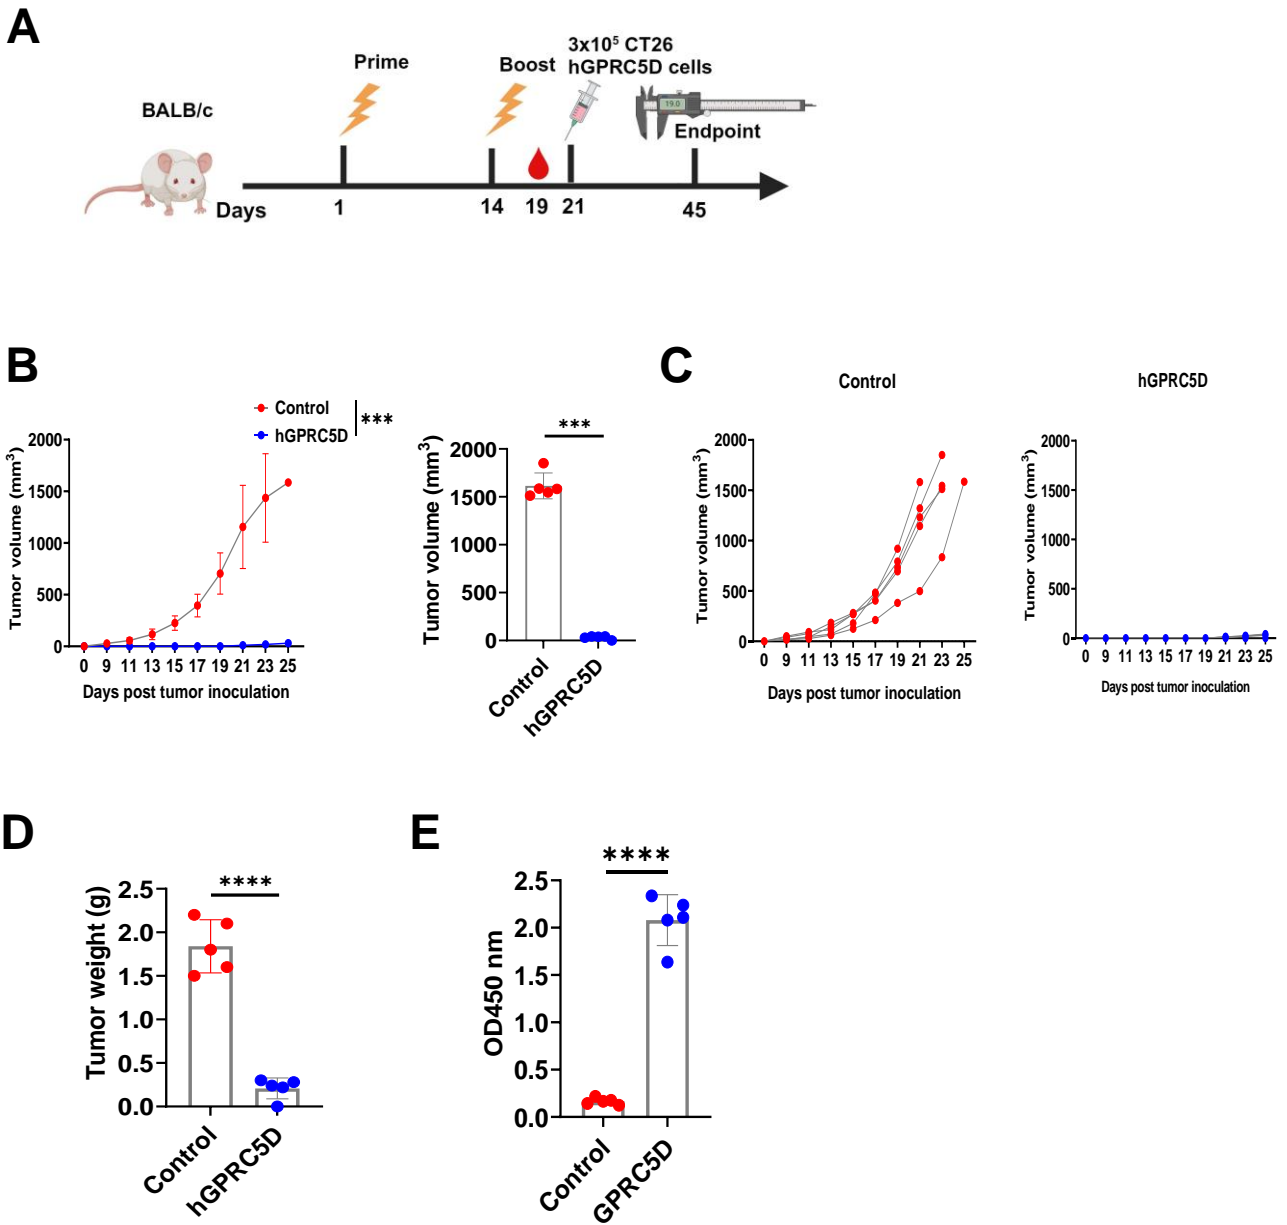 A
BALB/c
Prime
Boost
3x10⁵ CT26
hGPRC5D cells
19.0
Endpoint
Days
1
14
19
21
45
B
Control
hGPRC5D
***
Tumor volume (mm³)
2000
1500
1000
500
0
0 9 11 13 15 17 19 21 23 25
Days post tumor inoculation
***
Tumor volume (mm³)
2000
1500
1000
500
0
Control
hGPRC5D
C
Control
Tumor volume (mm³)
2000
1500
1000
500
0
0 9 11 13 15 17 19 21 23 25
Days post tumor inoculation
hGPRC5D
Tumor volume (mm³)
2000
1500
1000
500
0
0 9 11 13 15 17 19 21 23 25
Days post tumor inoculation
D
****
Tumor weight (g)
2.5
2.0
1.5
1.0
0.5
0.0
Control
hGPRC5D
E
****
OD450 nm
2.5
2.0
1.5
1.0
0.5
0.0
Control
GPRC5D